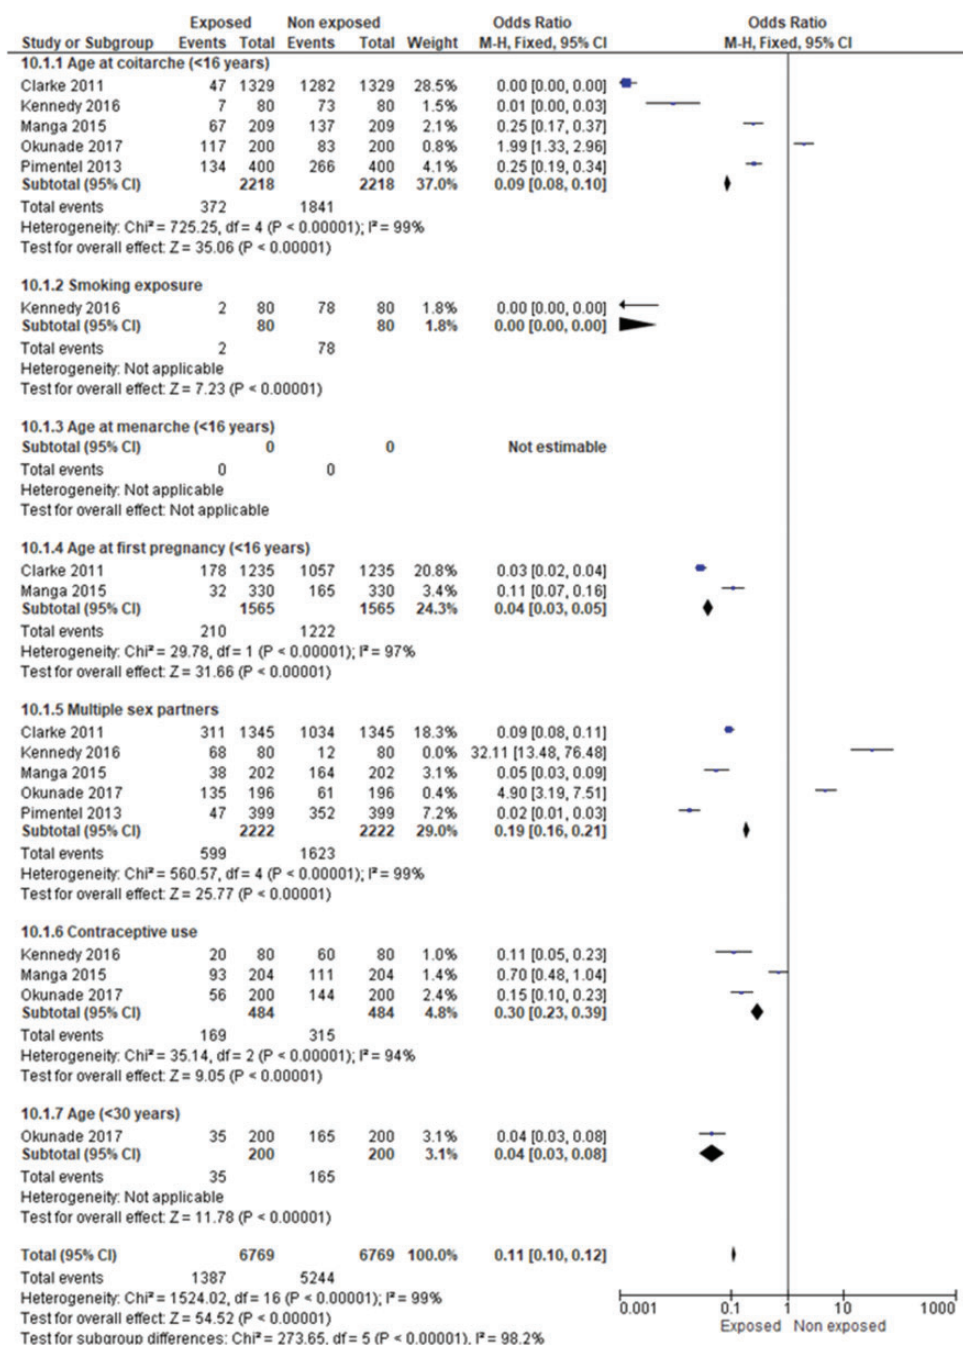 Exposed Non exposed Odds Ratio Odds Ratio
Study or Subgroup Events Total Events Total Weight M-H, Fixed, 95% CI M-H, Fixed, 95% CI
10.1.1 Age at coitarche (<16 years)
Clarke 2011 47 1329 1282 1329 28.5% 0.00 [0.00, 0.00]
Kennedy 2016 7 80 73 80 1.5% 0.01 [0.00, 0.03]
Manga 2015 67 209 137 209 2.1% 0.25 [0.17, 0.37]
Okunade 2017 117 200 83 200 0.8% 1.99 [1.33, 2.96]
Pimentel 2013 134 400 266 400 4.1% 0.25 [0.19, 0.34]
Subtotal (95% CI) 2218 2218 37.0% 0.09 [0.08, 0.10]
Total events 372 1841
Heterogeneity: Chi² = 725.25, df = 4 (P < 0.00001); I² = 99%
Test for overall effect: Z = 35.06 (P < 0.00001)
10.1.2 Smoking exposure
Kennedy 2016 2 80 78 80 1.8% 0.00 [0.00, 0.00]
Subtotal (95% CI) 80 80 1.8% 0.00 [0.00, 0.00]
Total events 2 78
Heterogeneity: Not applicable
Test for overall effect: Z = 7.23 (P < 0.00001)
10.1.3 Age at menarche (<16 years)
Subtotal (95% CI) 0 0 Not estimable
Total events 0 0
Heterogeneity: Not applicable
Test for overall effect: Not applicable
10.1.4 Age at first pregnancy (<16 years)
Clarke 2011 178 1235 1057 1235 20.8% 0.03 [0.02, 0.04]
Manga 2015 32 330 165 330 3.4% 0.11 [0.07, 0.16]
Subtotal (95% CI) 1565 1565 24.3% 0.04 [0.03, 0.05]
Total events 210 1222
Heterogeneity: Chi² = 29.78, df = 1 (P < 0.00001); I² = 97%
Test for overall effect: Z = 31.66 (P < 0.00001)
10.1.5 Multiple sex partners
Clarke 2011 311 1345 1034 1345 18.3% 0.09 [0.08, 0.11]
Kennedy 2016 68 80 12 80 0.0% 32.11 [13.48, 76.48]
Manga 2015 38 202 164 202 3.1% 0.05 [0.03, 0.09]
Okunade 2017 135 196 61 196 0.4% 4.90 [3.19, 7.51]
Pimentel 2013 47 399 352 399 7.2% 0.02 [0.01, 0.03]
Subtotal (95% CI) 2222 2222 29.0% 0.19 [0.16, 0.21]
Total events 599 1623
Heterogeneity: Chi² = 560.57, df = 4 (P < 0.00001); I² = 99%
Test for overall effect: Z = 25.77 (P < 0.00001)
10.1.6 Contraceptive use
Kennedy 2016 20 80 60 80 1.0% 0.11 [0.05, 0.23]
Manga 2015 93 204 111 204 1.4% 0.70 [0.48, 1.04]
Okunade 2017 56 200 144 200 2.4% 0.15 [0.10, 0.23]
Subtotal (95% CI) 484 484 4.8% 0.30 [0.23, 0.39]
Total events 169 315
Heterogeneity: Chi² = 35.14, df = 2 (P < 0.00001); I² = 94%
Test for overall effect: Z = 9.05 (P < 0.00001)
10.1.7 Age (<30 years)
Okunade 2017 35 200 165 200 3.1% 0.04 [0.03, 0.08]
Subtotal (95% CI) 200 200 3.1% 0.04 [0.03, 0.08]
Total events 35 165
Heterogeneity: Not applicable
Test for overall effect: Z = 11.78 (P < 0.00001)
Total (95% CI) 6769 6769 100.0% 0.11 [0.10, 0.12]
Total events 1387 5244
Heterogeneity: Chi² = 1524.02, df = 16 (P < 0.00001); I² = 99%
Test for overall effect: Z = 54.52 (P < 0.00001)
Test for subgroup differences: Chi² = 273.65, df = 5 (P < 0.00001), I² = 98.2%
0.001 0.1 1 10 1000
Exposed Non exposed